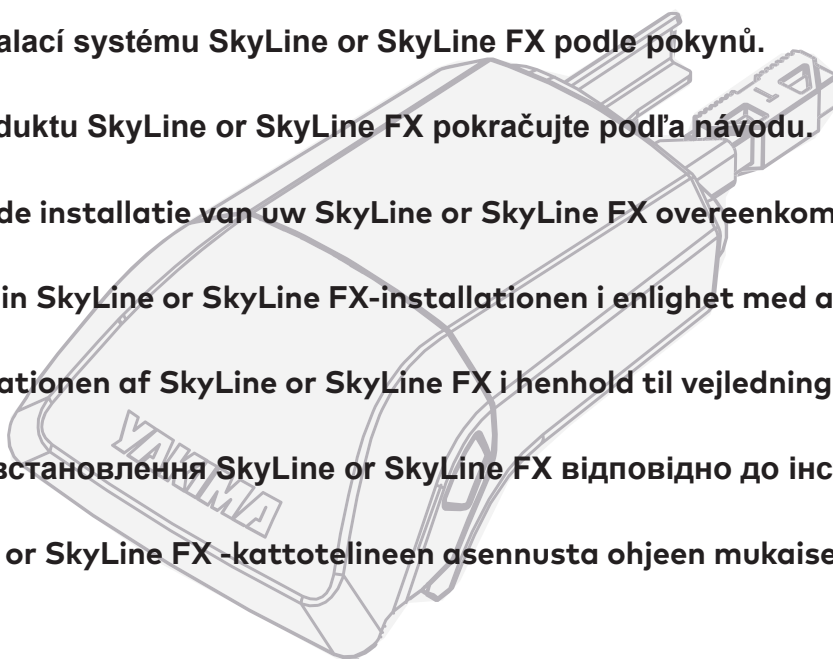 alací systému SkyLine or SkyLine FX podle pokynů.
duktu SkyLine or SkyLine FX pokračujte podľa návodu.
de installatie van uw SkyLine or SkyLine FX overeenkom
in SkyLine or SkyLine FX-installationen i enlighet med a
ationen af SkyLine or SkyLine FX i henhold til vejledning
встановлення SkyLine or SkyLine FX відповідно до інс
YAKIMA
or SkyLine FX -kattotelineen asennusta ohjeen mukaise